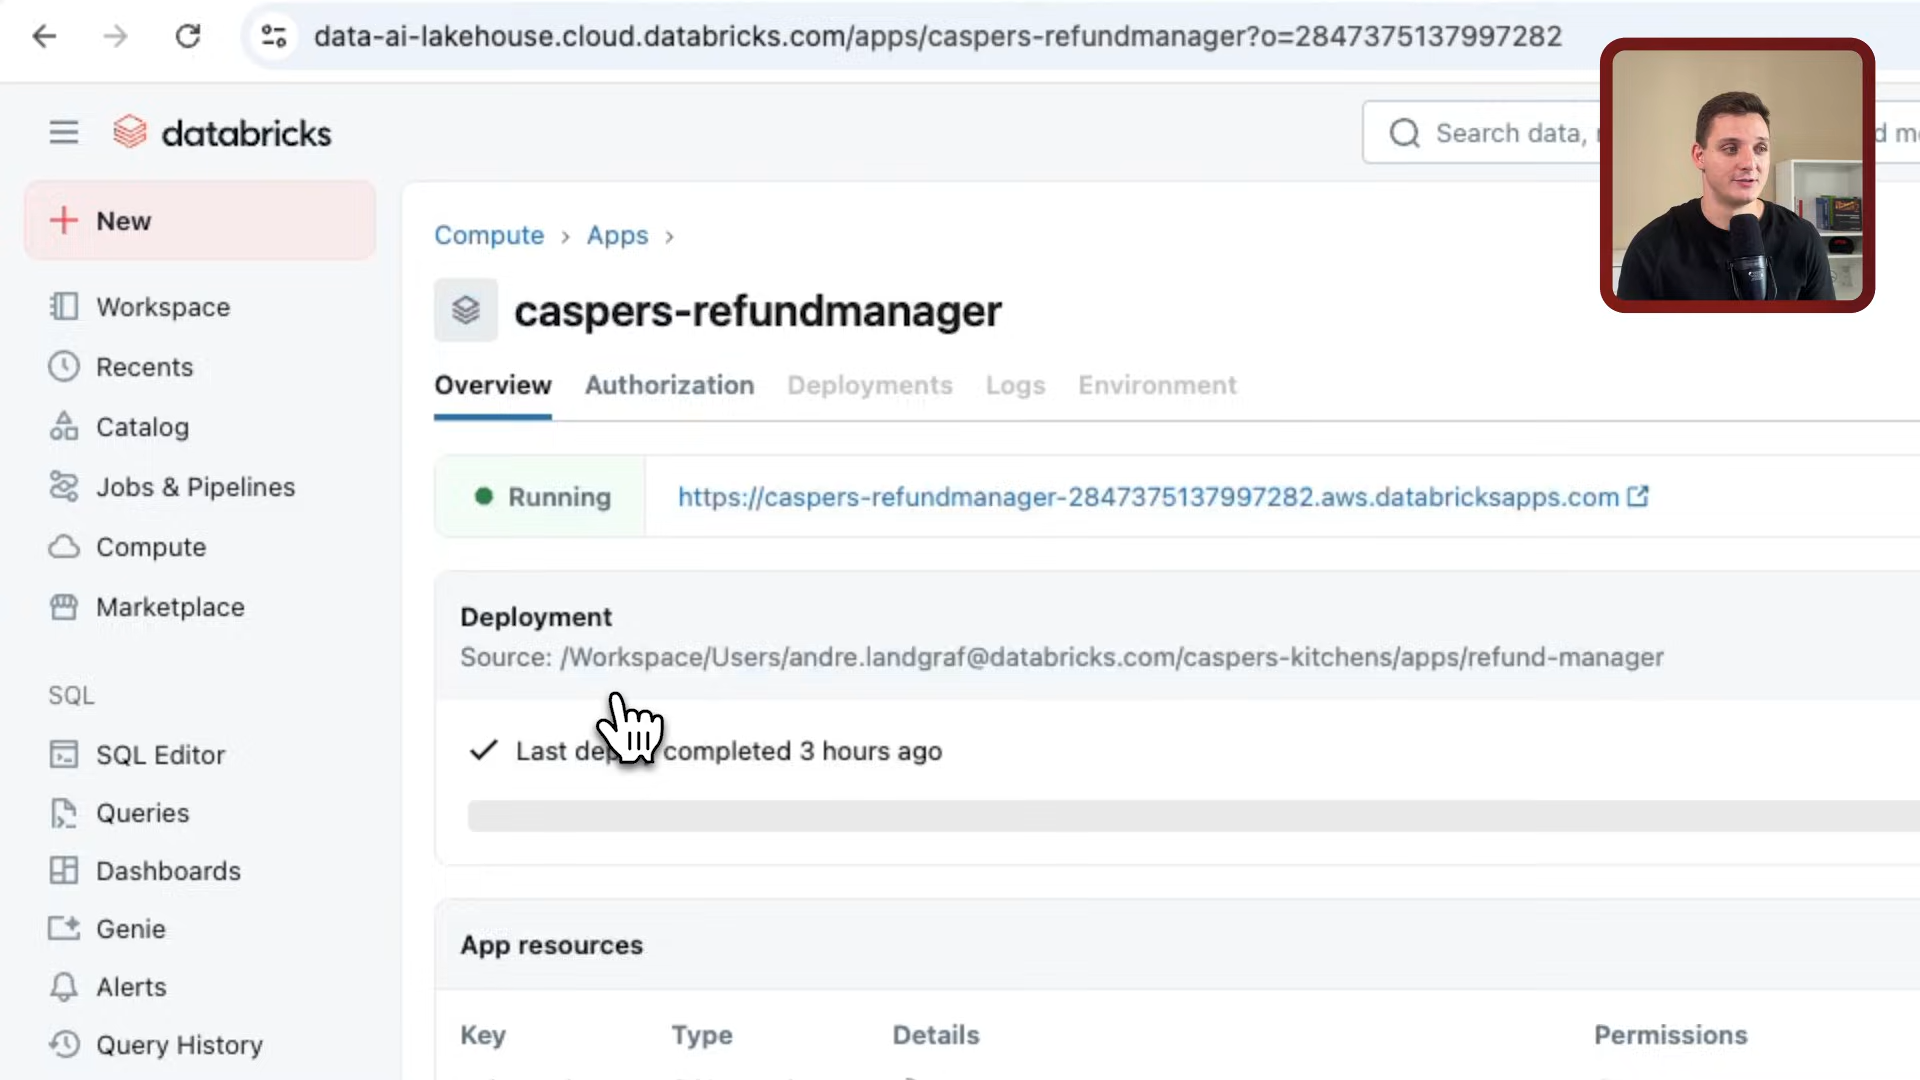 data-ai-lakehouse.cloud.databricks.com/apps/caspers-refundmanager?o=2847375137997282
databricks
Search data,
New
Workspace
Recents
Catalog
Jobs & Pipelines
Compute
Marketplace
SQL
SQL Editor
Queries
Dashboards
Genie
Alerts
Query History
Compute › Apps ›
caspers-refundmanager
Overview Authorization Deployments Logs Environment
Running https://caspers-refundmanager-2847375137997282.aws.databricksapps.com
Deployment
Source: /Workspace/Users/andre.landgraf@databricks.com/caspers-kitchens/apps/refund-manager
Last completed 3 hours ago
App resources
Key Type Details Permissions